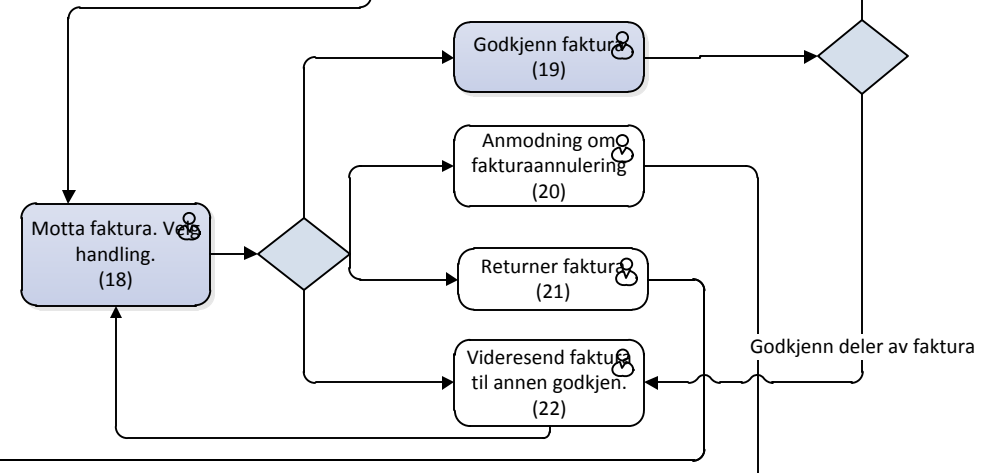 Godkjenn faktura
(19)
Anmodning om
fakturaannulering
(20)
Motta faktura. Velg
handling.
(18)
Returner faktura
(21)
Godkjenn deler av faktura
Videresend faktura
til annen godkjen.
(22)